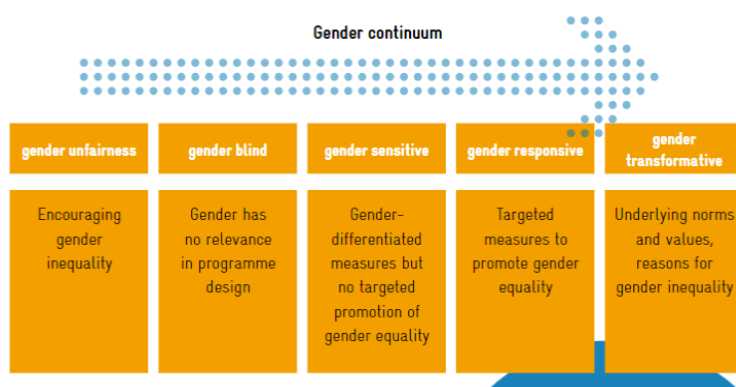 Gender continuum
gender unfairness
gender blind
gender sensitive
gender responsive
gender
transformative
Encouraging
gender
inequality
Gender has
no relevance
in programme
design
Gender-
differentiated
measures but
no targeted
promotion of
gender equality
Targeted
measures to
promote gender
equality
Underlying norms
and values,
reasons for
gender inequality